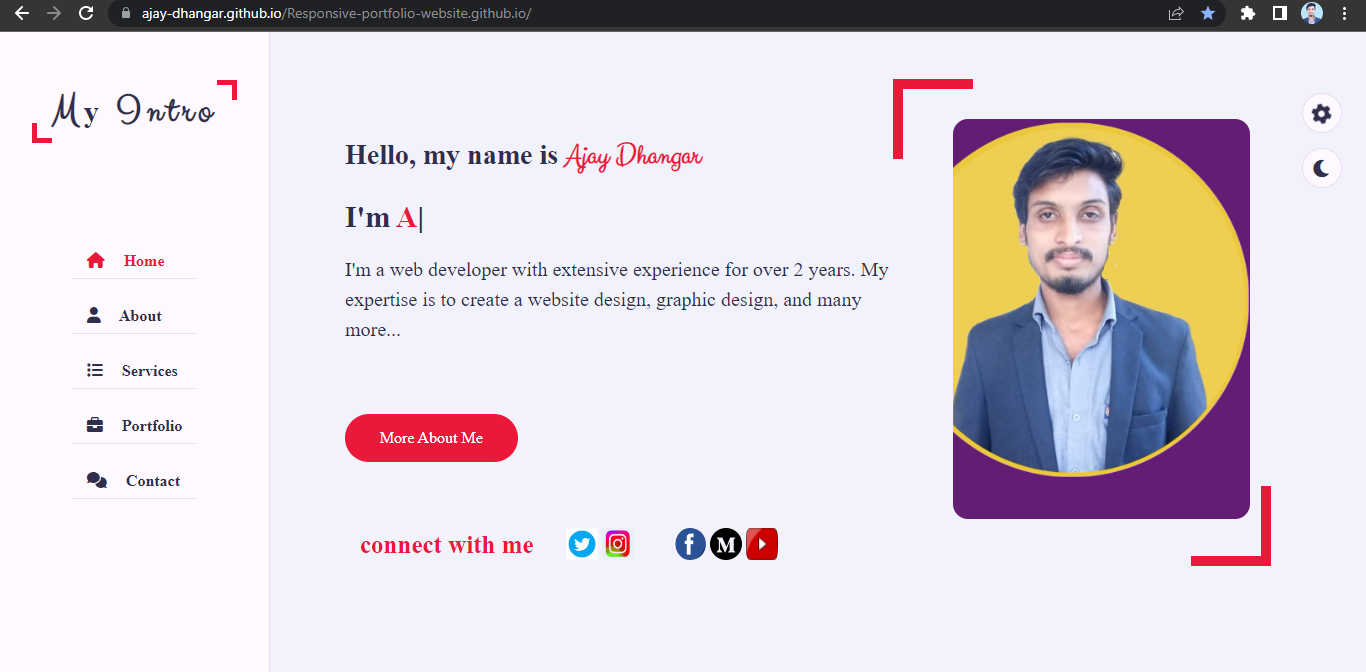 ajay-dhangar.github.io/Responsive-portfolio-website.github.io/
My Intro
Home
About
Services
Portfolio
Contact
Hello, my name is Ajay Dhangar
I'm A|
I'm a web developer with extensive experience for over 2 years. My
expertise is to create a website design, graphic design, and many
more...
More About Me
connect with me